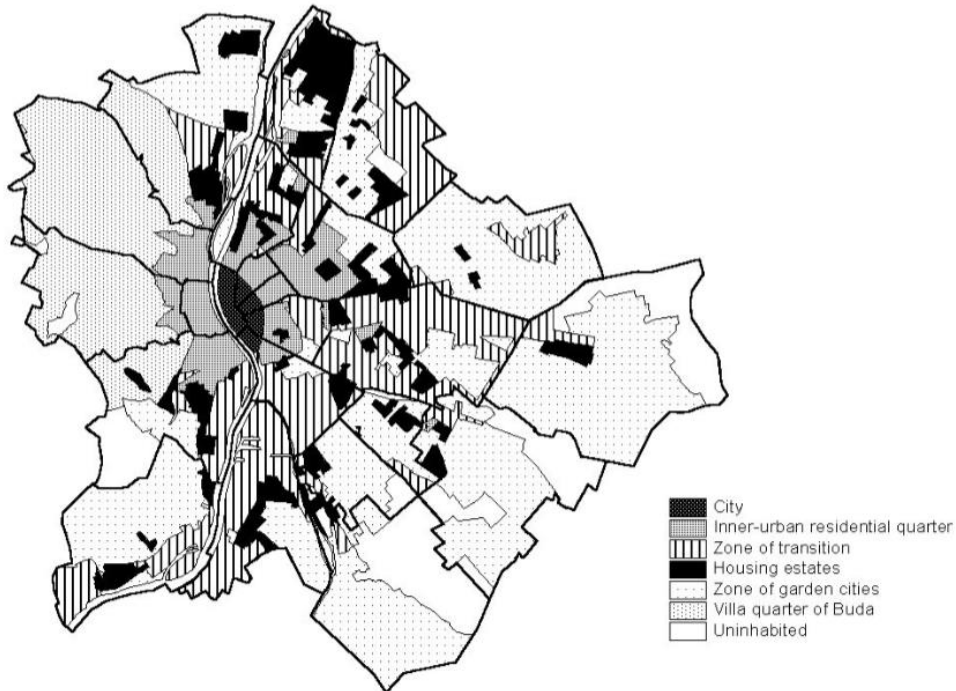 City
Inner-urban residential quarter
Zone of transition
Housing estates
Zone of garden cities
Villa quarter of Buda
Uninhabited